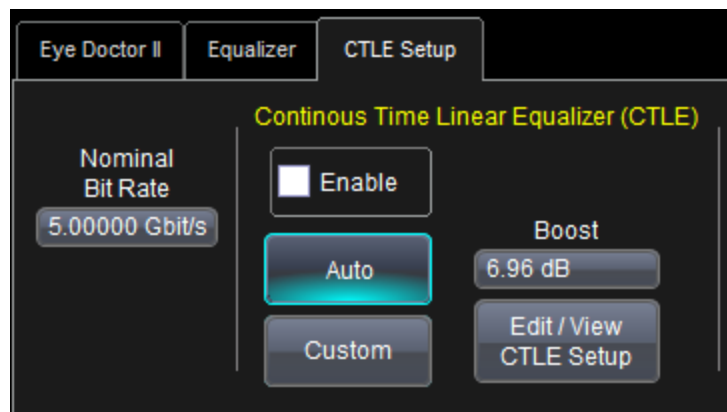 Eye Doctor II
Equalizer
CTLE Setup
Continous Time Linear Equalizer (CTLE)
Nominal
Bit Rate
5.00000 Gbit/s
Enable
Auto
Custom
Boost
6.96 dB
Edit / View
CTLE Setup